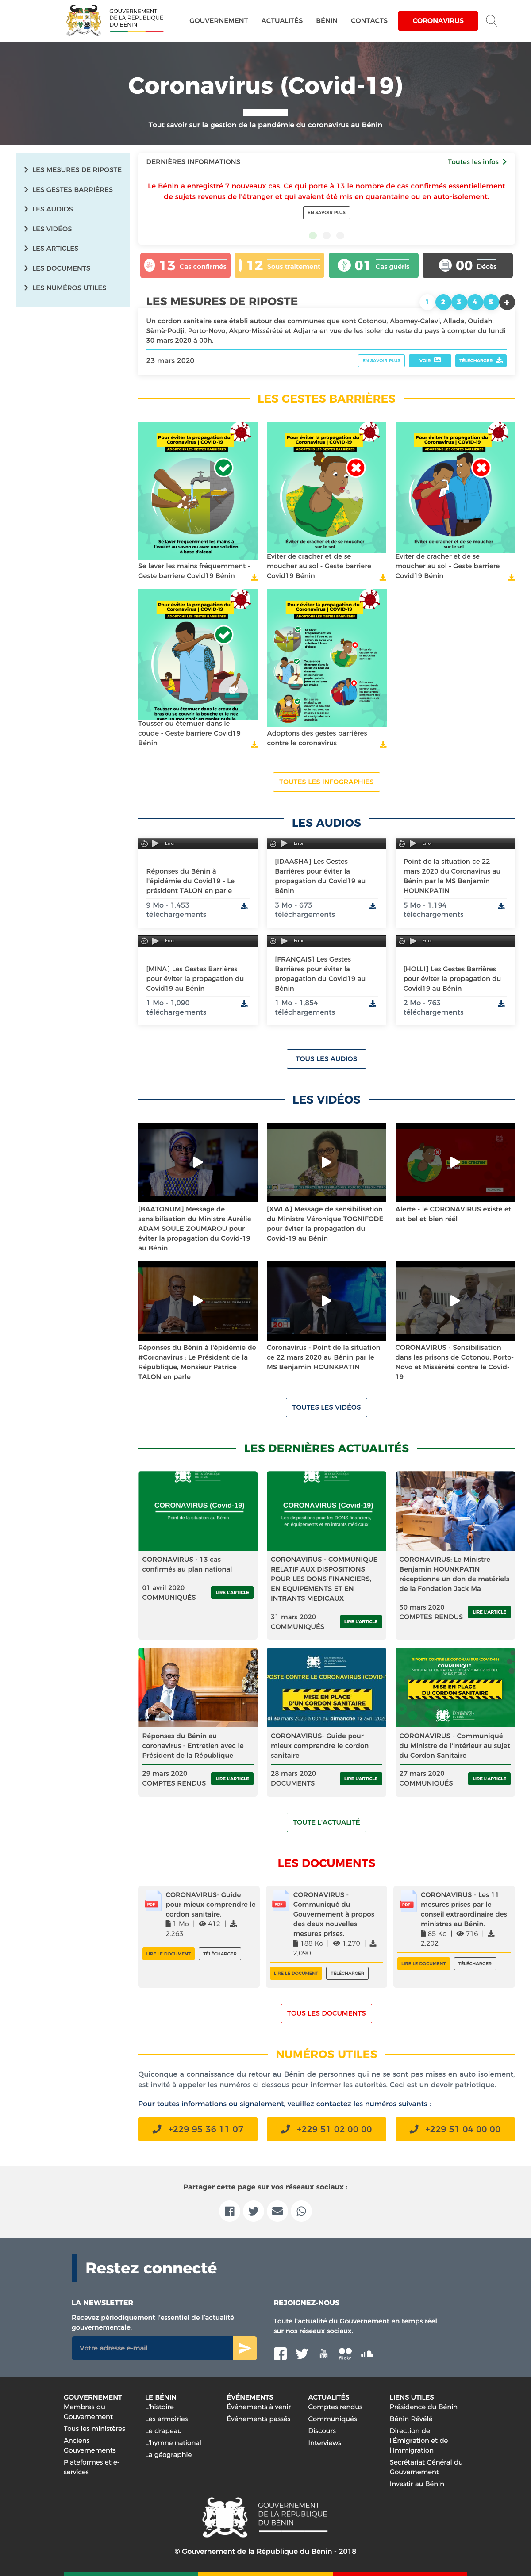 GOUVERNEMENT
DE LA RÉPUBLIQUE
DU BÉNIN
GOUVERNEMENT
ACTUALITÉS
BÉNIN
CONTACTS
CORONAVIRUS
Coronavirus (Covid-19)
Tout savoir sur la gestion de la pandémie du coronavirus au Bénin
LES MESURES DE RIPOSTE
LES GESTES BARRIÈRES
LES AUDIOS
LES VIDÉOS
LES ARTICLES
LES DOCUMENTS
LES NUMÉROS UTILES
DERNIÈRES INFORMATIONS
Toutes les infos
Le Bénin a enregistré 7 nouveaux cas. Ce qui porte à 13 le nombre de cas confirmés essentiellement
de sujets revenus de l'étranger et qui avaient été mis en quarantaine ou en auto-isolement.
EN SAVOIR PLUS
13 Cas confirmés
12 Sous traitement
01 Cas guéris
00 Décès
LES MESURES DE RIPOSTE
1 2 3 4 5 +
Un cordon sanitaire sera établi autour des communes que sont Cotonou, Abomey-Calavi, Allada, Ouidah,
Sèmè-Podji, Porto-Novo, Akpro-Missérété et Adjarra en vue de les isoler du reste du pays à compter du lundi
30 mars 2020 à 00h.
23 mars 2020
EN SAVOIR PLUS
VOIR
TÉLÉCHARGER
LES GESTES BARRIÈRES
Pour éviter la propagation du
Coronavirus | COVID-19
ADOPTONS LES GESTES BARRIÈRES
Se laver fréquemment les mains à
l'eau et au savon ou avec une solution
à base d'alcool
Se laver les mains fréquemment -
Geste barriere Covid19 Bénin
Pour éviter la propagation du
Coronavirus | COVID-19
ADOPTONS LES GESTES BARRIÈRES
Éviter de cracher et de se moucher
sur le sol
Eviter de cracher et de se
moucher au sol - Geste barriere
Covid19 Bénin
Pour éviter la propagation du
Coronavirus | COVID-19
ADOPTONS LES GESTES BARRIÈRES
Éviter de cracher et de se moucher
sur le sol
Eviter de cracher et de se
moucher au sol - Geste barriere
Covid19 Bénin
Pour éviter la propagation du
Coronavirus | COVID-19
ADOPTONS LES GESTES BARRIÈRES
Tousser ou éternuer dans le creux du
bras ou se couvrir la bouche et le nez
Tousser ou éternuer dans le
coude - Geste barriere Covid19
Bénin
Pour éviter la propagation du
Coronavirus | COVID-19
ADOPTONS LES GESTES BARRIÈRES
Adoptons des gestes barrières
contre le coronavirus
TOUTES LES INFOGRAPHIES
LES AUDIOS
Error
Réponses du Bénin à
l'épidémie du Covid19 - Le
président TALON en parle
9 Mo - 1,453
téléchargements
Error
[IDAASHA] Les Gestes
Barrières pour éviter la
propagation du Covid19 au
Bénin
3 Mo - 673
téléchargements
Error
Point de la situation ce 22
mars 2020 du Coronavirus au
Bénin par le MS Benjamin
HOUNKPATIN
5 Mo - 1,194
téléchargements
Error
[MINA] Les Gestes Barrières
pour éviter la propagation du
Covid19 au Bénin
1 Mo - 1,090
téléchargements
Error
[FRANÇAIS] Les Gestes
Barrières pour éviter la
propagation du Covid19 au
Bénin
1 Mo - 1,854
téléchargements
Error
[HOLLI] Les Gestes Barrières
pour éviter la propagation du
Covid19 au Bénin
2 Mo - 763
téléchargements
TOUS LES AUDIOS
LES VIDÉOS
[BAATONUM] Message de
sensibilisation du Ministre Aurélie
ADAM SOULE ZOUMAROU pour
éviter la propagation du Covid-19
au Bénin
[XWLA] Message de sensibilisation
du Ministre Véronique TOGNIFODE
pour éviter la propagation du
Covid-19 au Bénin
Alerte - le CORONAVIRUS existe et
est bel et bien réél
Réponses du Bénin à l'épidémie de
#Coronavirus : Le Président de la
République, Monsieur Patrice
TALON en parle
Coronavirus - Point de la situation
ce 22 mars 2020 au Bénin par le
MS Benjamin HOUNKPATIN
CORONAVIRUS - Sensibilisation
dans les prisons de Cotonou, Porto-
Novo et Missérété contre le Covid-
19
TOUTES LES VIDÉOS
LES DERNIÈRES ACTUALITÉS
CORONAVIRUS (Covid-19)
Point de la situation au Bénin
CORONAVIRUS - 13 cas
confirmés au plan national
01 avril 2020
COMMUNIQUÉS
LIRE L'ARTICLE
CORONAVIRUS (Covid-19)
Les dispositions pour les DONS financiers,
en équipements et en intrants médicaux.
CORONAVIRUS - COMMUNIQUE
RELATIF AUX DISPOSITIONS
POUR LES DONS FINANCIERS,
EN EQUIPEMENTS ET EN
INTRANTS MEDICAUX
31 mars 2020
COMMUNIQUÉS
LIRE L'ARTICLE
CORONAVIRUS: Le Ministre
Benjamin HOUNKPATIN
réceptionne un don de matériels
de la Fondation Jack Ma
30 mars 2020
COMPTES RENDUS
LIRE L'ARTICLE
Réponses du Bénin au
coronavirus - Entretien avec le
Président de la République
29 mars 2020
COMPTES RENDUS
LIRE L'ARTICLE
POSTE CONTRE LE CORONAVIRUS (COVID-
MISE EN PLACE
D'UN CORDON SANITAIRE
di 30 mars 2020 à 00h au dimanche 12 avril 2020
CORONAVIRUS- Guide pour
mieux comprendre le cordon
sanitaire
28 mars 2020
DOCUMENTS
LIRE L'ARTICLE
RIPOSTE CONTRE LE CORONAVIRUS (COVID-19)
COMMUNIQUÉ
MISE EN PLACE
DU CORDON SANITAIRE
CORONAVIRUS - Communiqué
du Ministre de l'intérieur au sujet
du Cordon Sanitaire
27 mars 2020
COMMUNIQUÉS
LIRE L'ARTICLE
TOUTE L'ACTUALITÉ
LES DOCUMENTS
PDF
CORONAVIRUS- Guide
pour mieux comprendre le
cordon sanitaire.
1 Mo | 412 |
2,263
LIRE LE DOCUMENT
TÉLÉCHARGER
PDF
CORONAVIRUS -
Communiqué du
Gouvernement à propos
des deux nouvelles
mesures prises.
188 Ko | 1,270 |
2,090
LIRE LE DOCUMENT
TÉLÉCHARGER
PDF
CORONAVIRUS - Les 11
mesures prises par le
conseil extraordinaire des
ministres au Bénin.
85 Ko | 716 |
2,202
LIRE LE DOCUMENT
TÉLÉCHARGER
TOUS LES DOCUMENTS
NUMÉROS UTILES
Quiconque a connaissance du retour au Bénin de personnes qui ne se sont pas mises en auto isolement,
est invité à appeler les numéros ci-dessous pour informer les autorités. Ceci est un devoir patriotique.
Pour toutes informations ou signalement, veuillez contactez les numéros suivants :
+229 95 36 11 07
+229 51 02 00 00
+229 51 04 00 00
Partager cette page sur vos réseaux sociaux :
Restez connecté
LA NEWSLETTER
Recevez périodiquement l'essentiel de l'actualité
gouvernementale.
Votre adresse e-mail
REJOIGNEZ-NOUS
Toute l'actualité du Gouvernement en temps réel
sur nos réseaux sociaux.
flickr
GOUVERNEMENT
Membres du
Gouvernement
Tous les ministères
Anciens
Gouvernements
Plateformes et e-
services
LE BÉNIN
L'histoire
Les armoiries
Le drapeau
L'hymne national
La géographie
ÉVÉNEMENTS
Événements à venir
Événements passés
ACTUALITÉS
Comptes rendus
Communiqués
Discours
Interviews
LIENS UTILES
Présidence du Bénin
Bénin Révélé
Direction de
l'Émigration et de
l'Immigration
Secrétariat Général du
Gouvernement
Investir au Bénin
GOUVERNEMENT
DE LA RÉPUBLIQUE
DU BÉNIN
© Gouvernement de la République du Bénin - 2018